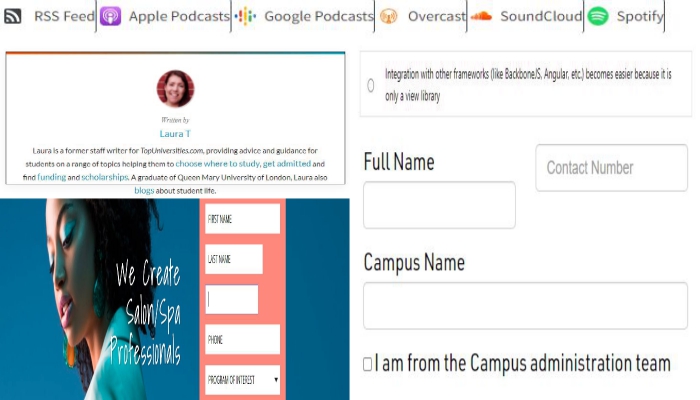 RSS Feed Apple Podcasts Google Podcasts Overcast SoundCloud Spotify
Written by
Laura T
Laura is a former staff writer for TopUniversities.com, providing advice and guidance for
students on a range of topics helping them to choose where to study, get admitted and
find funding and scholarships. A graduate of Queen Mary University of London, Laura also
blogs about student life.
Integration with other frameworks (like Backbone/S, Angular, etc.) becomes easier because it is
only a view library
Full Name
Contact Number
Campus Name
I am from the Campus administration team
We Create
Salon/Spa
Professionals
FIRST NAME
LAST NAME
PHONE
PROGRAM OF INTEREST